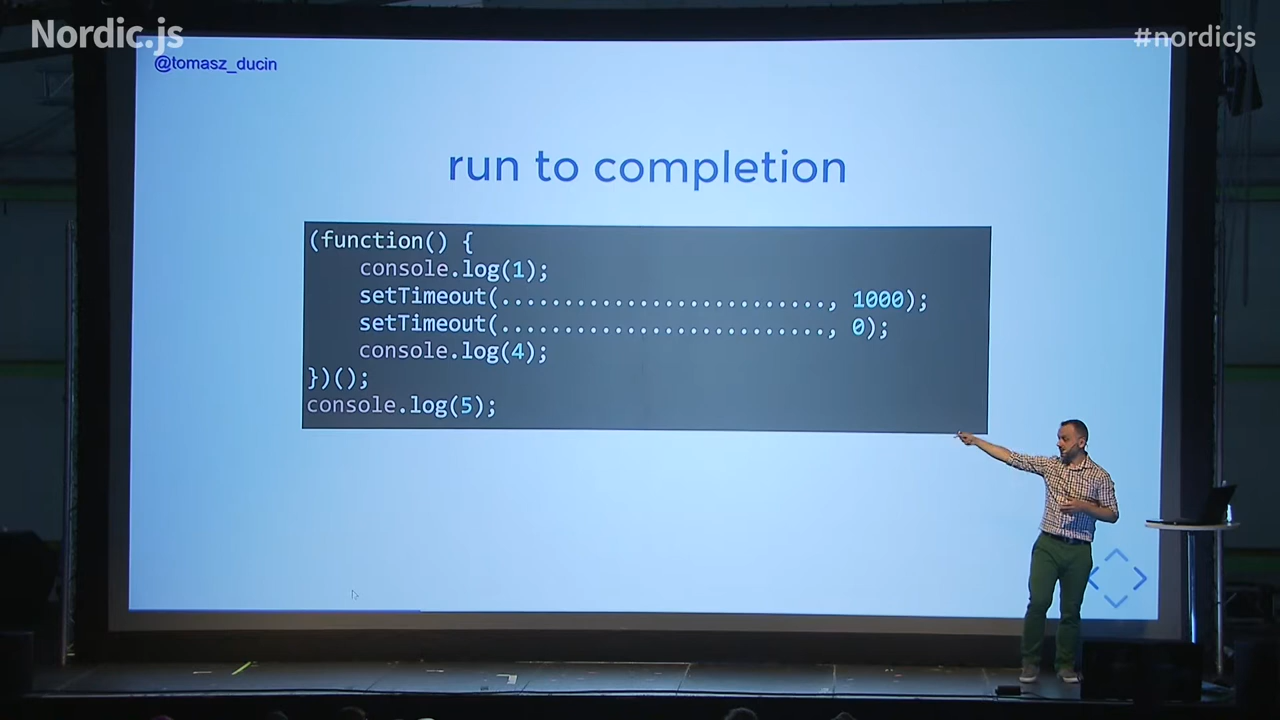 Nordic.js
#nordicjs
@tomasz_ducin
run to completion
(function() {
    console.log(1);
    setTimeout(.........................., 1000);
    setTimeout(.........................., 0);
    console.log(4);
})();
console.log(5);